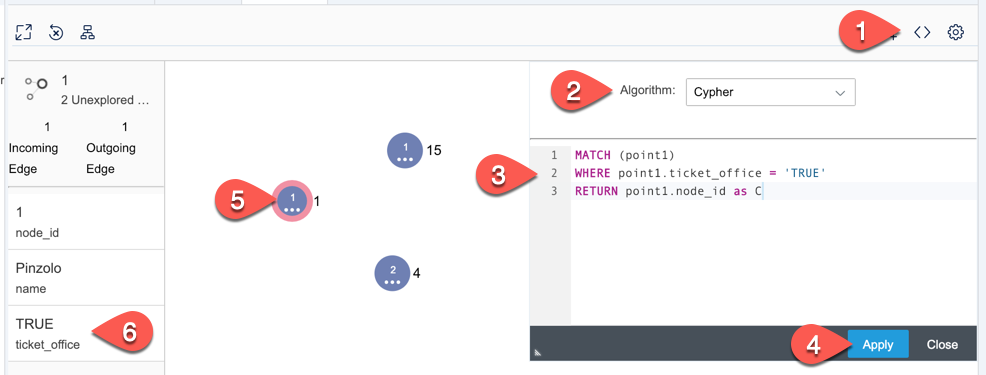 1
<>
r
1
2 Unexplored ...
1
1
Incoming
Edge
Outgoing
Edge
1
node_id
Pinzolo
name
TRUE
ticket_office
6
1
15
5
1
1
2
4
2
Algorithm:
Cypher
3
1 MATCH (point1)
2 WHERE point1.ticket_office = 'TRUE'
3 RETURN point1.node_id as C
4
Apply
Close